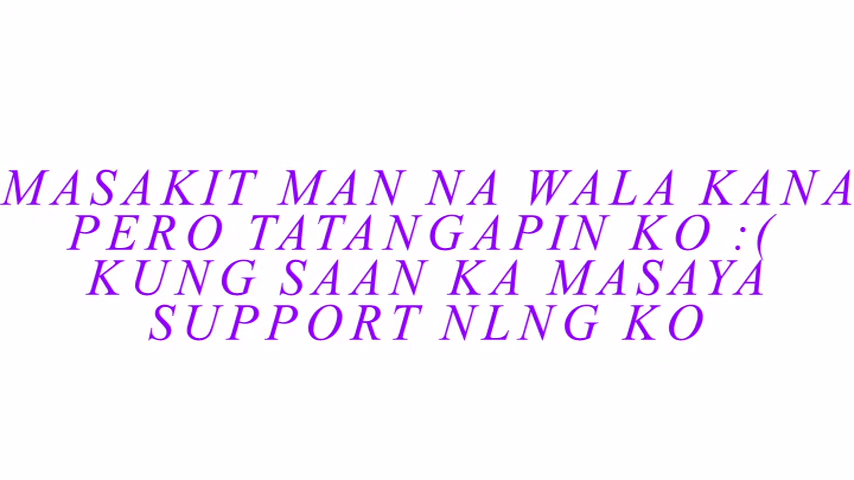 MASAKIT MAN NA WALA KANA
PERO TATANGAPIN KO :(
KUNG SAAN KA MASAYA
SUPPORT NLNG KO